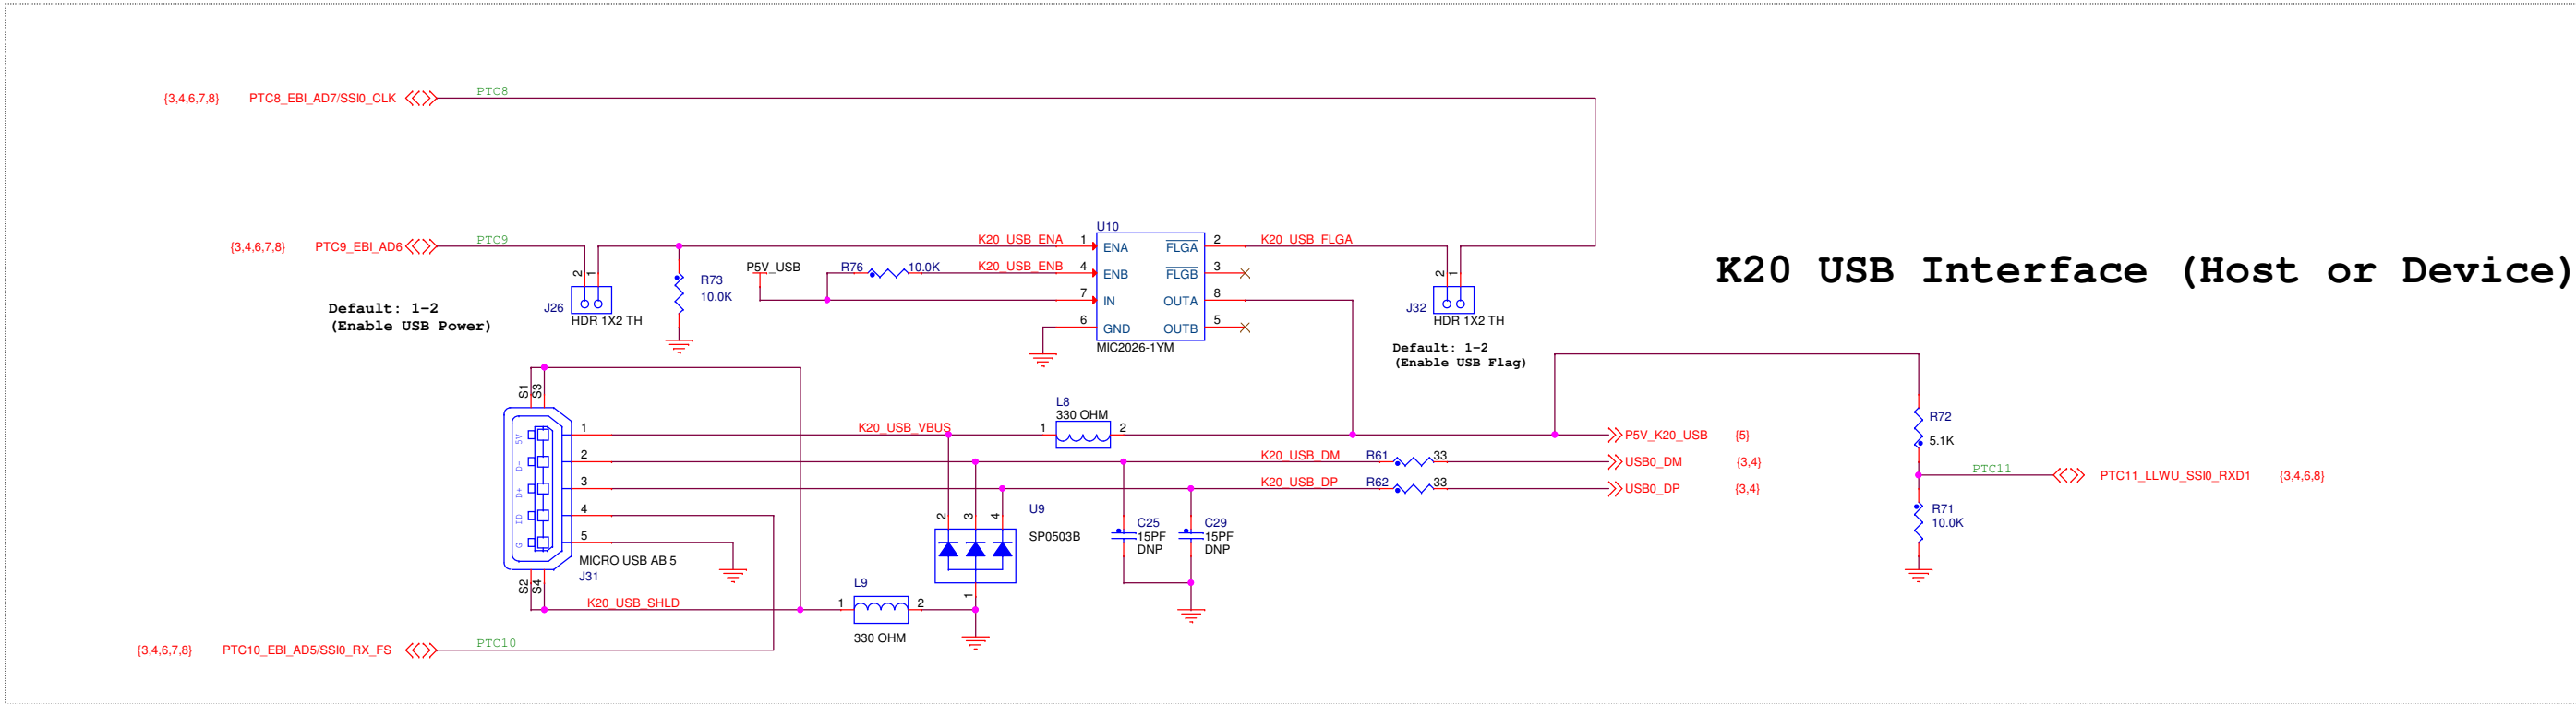 {3,4,6,7,8} PTC8_EBI_AD7/SSI0_CLK PTC8
{3,4,6,7,8} PTC9_EBI_AD6 PTC9
2 1
J26
HDR 1X2 TH
Default: 1-2
(Enable USB Power)
R73
10.0K
P5V_USB
R76 10.0K
K20_USB_ENA 1
K20_USB_ENB 4
7
6
U10
ENA FLGA
ENB FLGB
IN OUTA
GND OUTB
MIC2026-1YM
2 K20_USB_FLGA
3
8
5
2 1
J32
HDR 1X2 TH
Default: 1-2
(Enable USB Flag)
K20 USB Interface (Host or Device)
S1 S3
5V 1
D- 2
D+ 3
ID 4
G 5
S2 S4
MICRO USB AB 5
J31
K20_USB_VBUS
L8
330 OHM
1 2
P5V_K20_USB {5}
K20_USB_DM R61 33 USB0_DM {3,4}
K20_USB_DP R62 33 USB0_DP {3,4}
2 3 4
U9
SP0503B
1
C25
15PF
DNP
C29
15PF
DNP
K20_USB_SHLD
L9
1 2
330 OHM
R72
5.1K
PTC11 PTC11_LLWU_SSI0_RXD1 {3,4,6,8}
R71
10.0K
{3,4,6,7,8} PTC10_EBI_AD5/SSI0_RX_FS PTC10